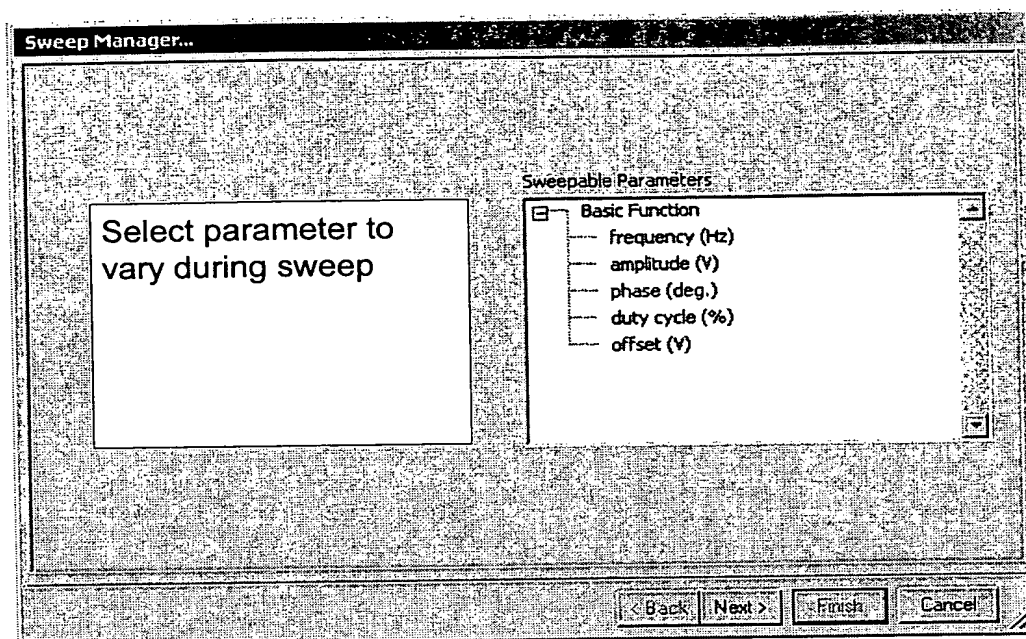 Sweep Manager...
Select parameter to
vary during sweep
Sweepable Parameters
Basic Function
frequency (Hz)
amplitude (V)
phase (deg.)
duty cycle (%)
offset (V)
< Back Next > Finish Cancel